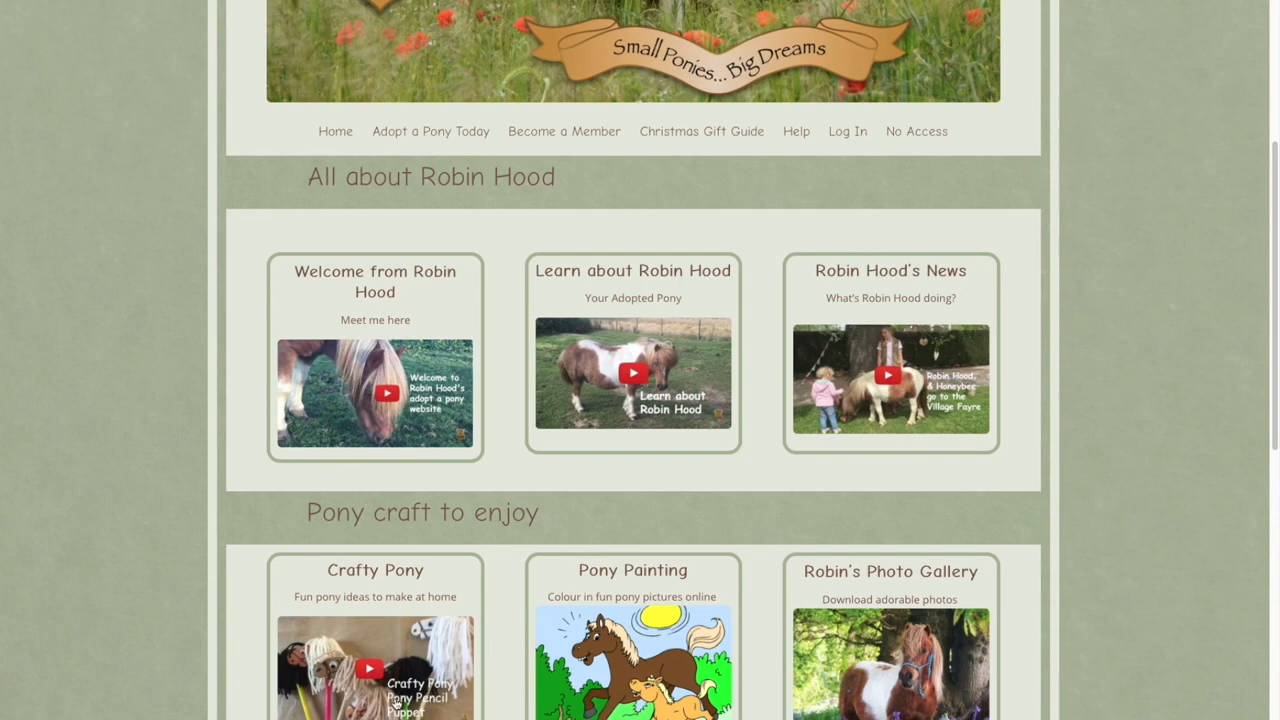 Small Ponies... Big Dreams
Home Adopt a Pony Today Become a Member Christmas Gift Guide Help Log In No Access
All about Robin Hood
Welcome from Robin
Hood
Meet me here
Welcome to
Robin Hood's
adopt a pony
website
Learn about Robin Hood
Your Adopted Pony
Learn about
Robin Hood
Robin Hood's News
What's Robin Hood doing?
Robin Hood,
& Honeybee
go to the
Village Fayre
Pony craft to enjoy
Crafty Pony
Fun pony ideas to make at home
Crafty Pony
Pony Pencil
Puppet
Pony Painting
Colour in fun pony pictures online
Robin's Photo Gallery
Download adorable photos